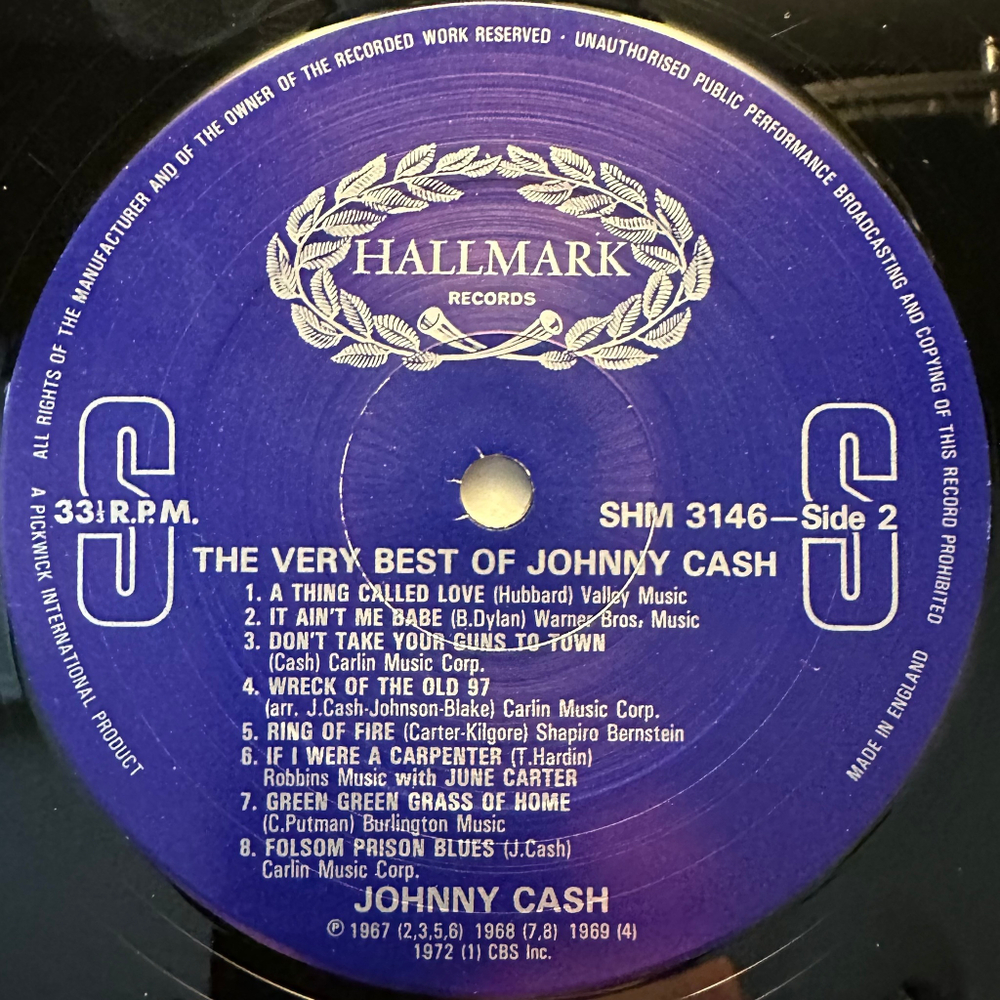 ALL RIGHTS OF THE MANUFACTURER AND OF THE OWNER OF THE RECORDED WORK RESERVED · UNAUTHORISED PUBLIC PERFORMANCE BROADCASTING AND COPYING OF THIS RECORD PROHIBITED
HALLMARK
RECORDS
S S
33⅓ R.P.M.
SHM 3146—Side 2
THE VERY BEST OF JOHNNY CASH
1. A THING CALLED LOVE (Hubbard) Valley Music
2. IT AIN'T ME BABE (B.Dylan) Warner Bros, Music
3. DON'T TAKE YOUR GUNS TO TOWN
(Cash) Carlin Music Corp.
4. WRECK OF THE OLD 97
(arr. J.Cash-Johnson-Blake) Carlin Music Corp.
5. RING OF FIRE (Carter-Kilgore) Shapiro Bernstein
6. IF I WERE A CARPENTER (T.Hardin)
Robbins Music with JUNE CARTER
7. GREEN GREEN GRASS OF HOME
(C.Putman) Burlington Music
8. FOLSOM PRISON BLUES (J.Cash)
Carlin Music Corp.
JOHNNY CASH
℗ 1967 (2,3,5,6) 1968 (7,8) 1969 (4)
1972 (1) CBS Inc.
A PICKWICK INTERNATIONAL PRODUCT
MADE IN ENGLAND